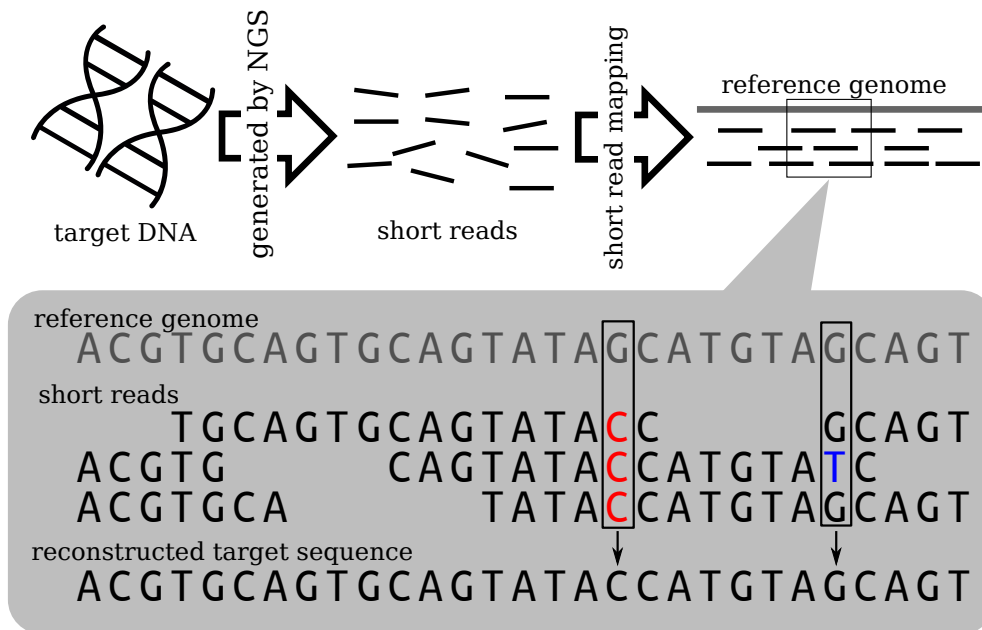 generated by NGS
short read mapping
reference genome
target DNA
short reads
reference genome
ACGTGCAGTGCAGTATAGCATGTAGCAGT
short reads
TGCAGTGCAGTATACC GCAGT
ACGTG CAGTATACCATGTATC
ACGTGCA TATACCATGTAGCAGT
reconstructed target sequence
ACGTGCAGTGCAGTATACCATGTAGCAGT